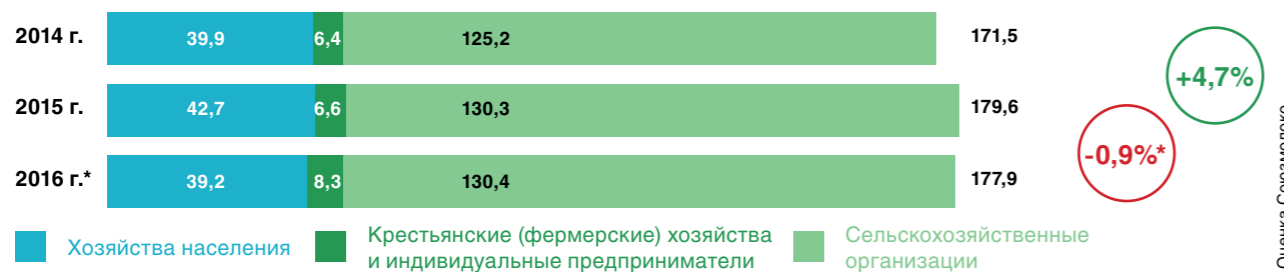 2014 г. 39,9 6,4 125,2 171,5
+4,7%
2015 г. 42,7 6,6 130,3 179,6
-0,9%*
2016 г.* 39,2 8,3 130,4 177,9
Хозяйства населения
Крестьянские (фермерские) хозяйства
и индивидуальные предприниматели
Сельскохозяйственные
организации
Оценка Союзмолоко